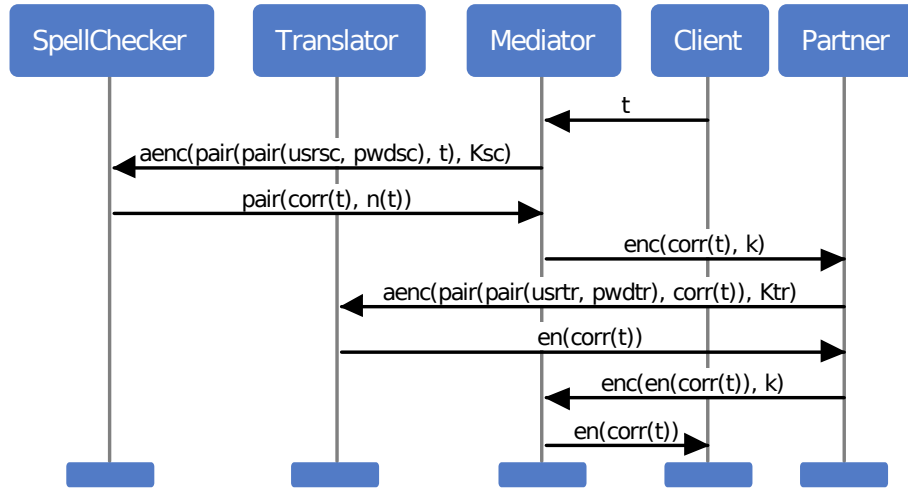 SpellChecker Translator Mediator Client Partner
t
aenc(pair(pair(usrsc, pwdsc), t), Ksc)
pair(corr(t), n(t))
enc(corr(t), k)
aenc(pair(pair(usrtr, pwdtr), corr(t)), Ktr)
en(corr(t))
enc(en(corr(t)), k)
en(corr(t))